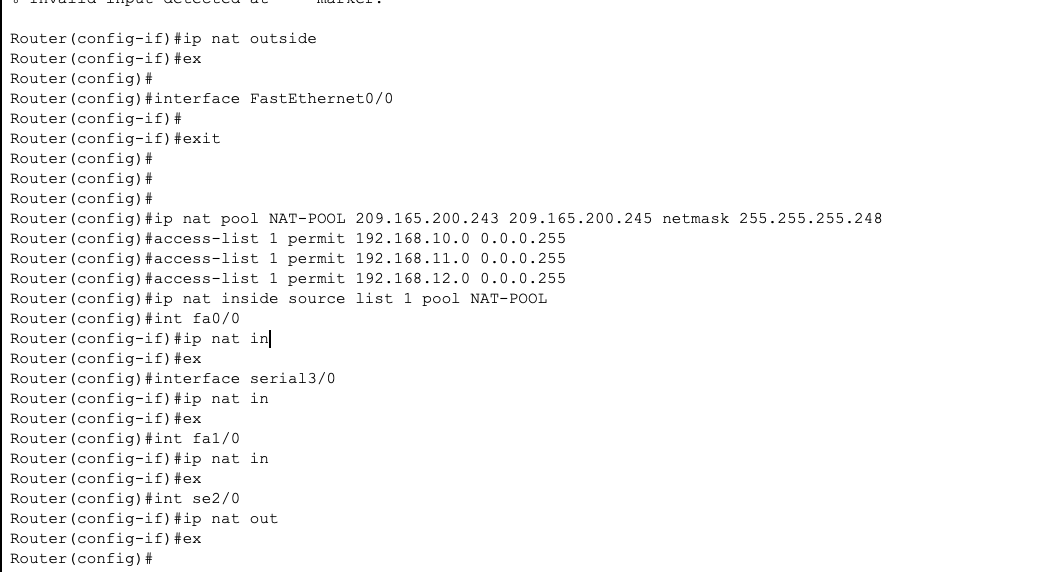 Invalid input detected at marker.
Router(config-if)#ip nat outside
Router(config-if)#ex
Router(config)#
Router(config)#interface FastEthernet0/0
Router(config-if)#
Router(config-if)#exit
Router(config)#
Router(config)#
Router(config)#
Router(config)#ip nat pool NAT-POOL 209.165.200.243 209.165.200.245 netmask 255.255.255.248
Router(config)#access-list 1 permit 192.168.10.0 0.0.0.255
Router(config)#access-list 1 permit 192.168.11.0 0.0.0.255
Router(config)#access-list 1 permit 192.168.12.0 0.0.0.255
Router(config)#ip nat inside source list 1 pool NAT-POOL
Router(config)#int fa0/0
Router(config-if)#ip nat in
Router(config-if)#ex
Router(config)#interface serial3/0
Router(config-if)#ip nat in
Router(config-if)#ex
Router(config)#int fa1/0
Router(config-if)#ip nat in
Router(config-if)#ex
Router(config)#int se2/0
Router(config-if)#ip nat out
Router(config-if)#ex
Router(config)#